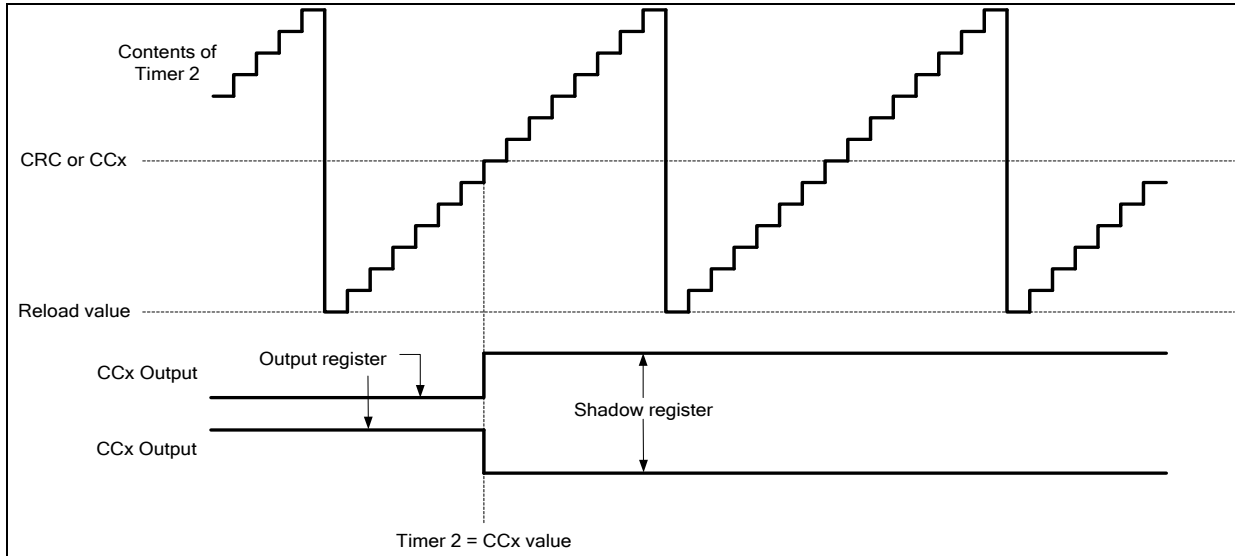 Contents of
Timer 2
CRC or CCx
Reload value
Output register
CCx Output
Shadow register
CCx Output
Timer 2 = CCx value